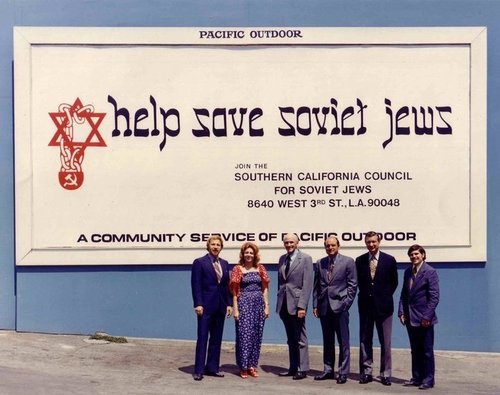 PACIFIC OUTDOOR
help save soviet jews
JOIN THE
SOUTHERN CALIFORNIA COUNCIL
FOR SOVIET JEWS
8640 WEST 3RD ST., L.A. 90048
A COMMUNITY SERVICE OF PACIFIC OUTDOOR